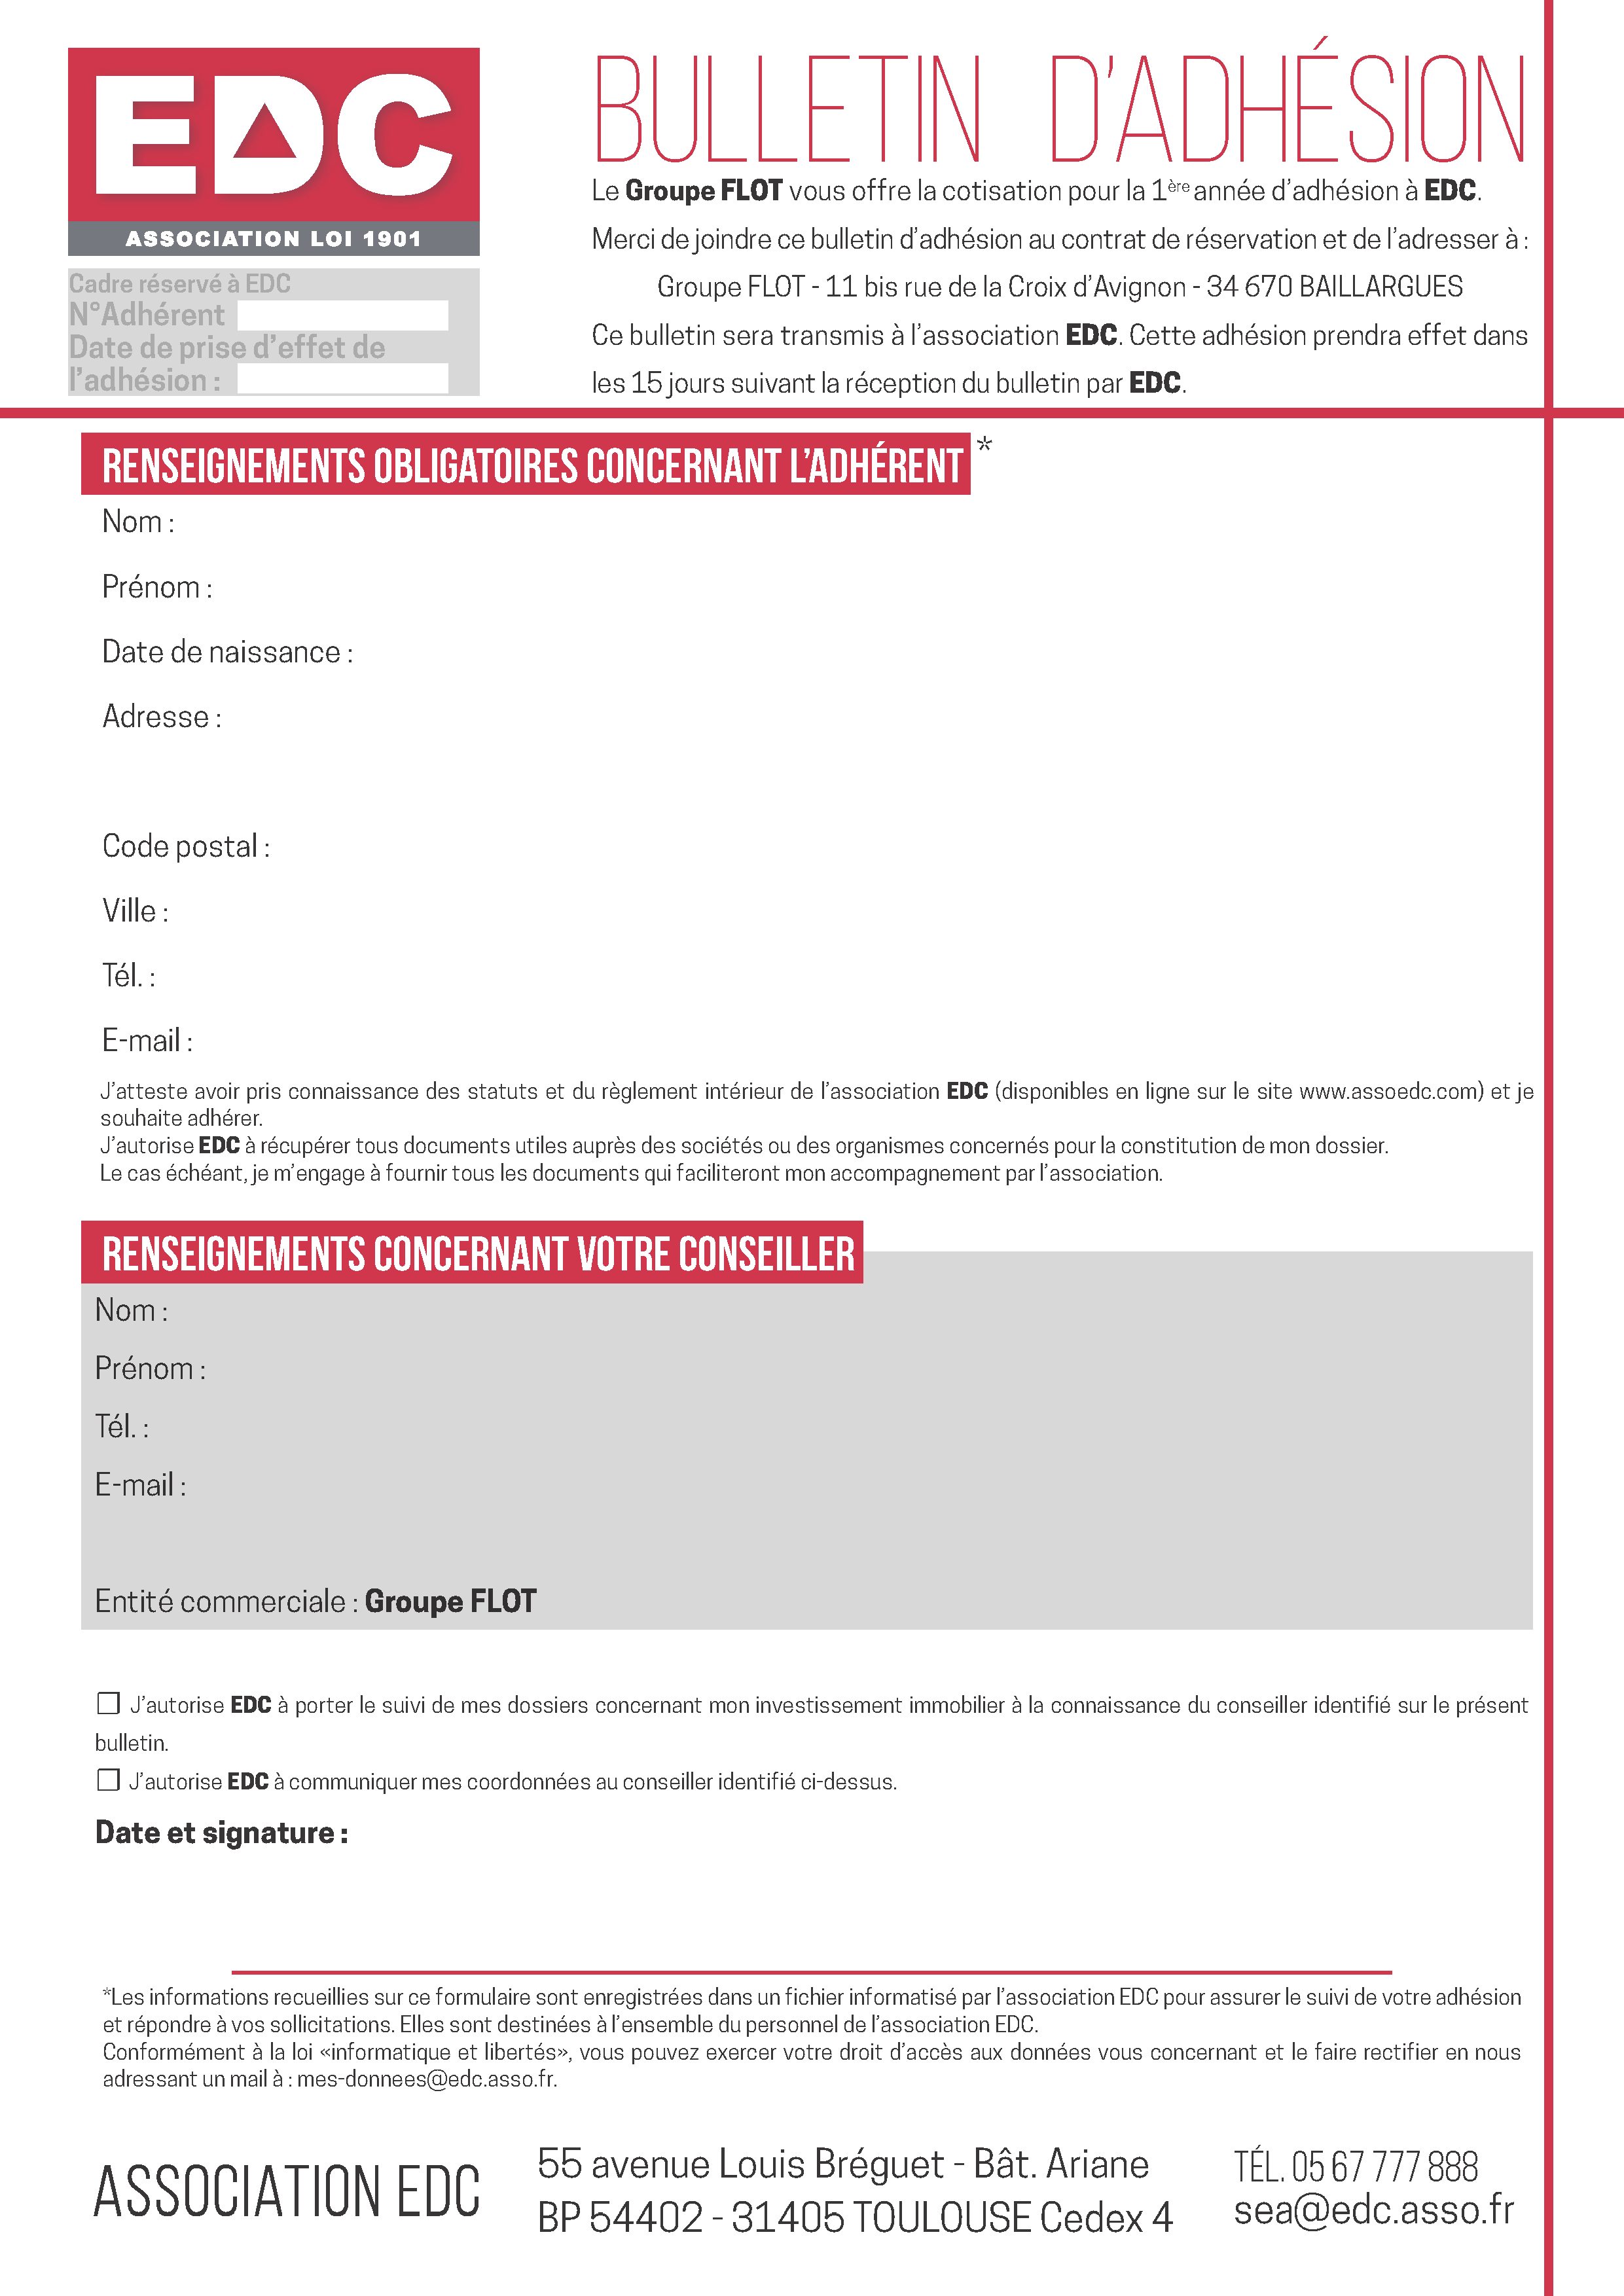 EDC
ASSOCIATION LOI 1901
Cadre réservé à EDC
N°Adhérent
Date de prise d'effet de
l'adhésion :
BULLETIN D'ADHÉSION
Le Groupe FLOT vous offre la cotisation pour la 1ère année d'adhésion à EDC.
Merci de joindre ce bulletin d'adhésion au contrat de réservation et de l'adresser à :
Groupe FLOT - 11 bis rue de la Croix d'Avignon - 34 670 BAILLARGUES
Ce bulletin sera transmis à l'association EDC. Cette adhésion prendra effet dans
les 15 jours suivant la réception du bulletin par EDC.
RENSEIGNEMENTS OBLIGATOIRES CONCERNANT L'ADHÉRENT *
Nom :
Prénom :
Date de naissance :
Adresse :
Code postal :
Ville :
Tél. :
E-mail :
J'atteste avoir pris connaissance des statuts et du règlement intérieur de l'association EDC (disponibles en ligne sur le site www.assoedc.com) et je
souhaite adhérer.
J'autorise EDC à récupérer tous documents utiles auprès des sociétés ou des organismes concernés pour la constitution de mon dossier.
Le cas échéant, je m'engage à fournir tous les documents qui faciliteront mon accompagnement par l'association.
RENSEIGNEMENTS CONCERNANT VOTRE CONSEILLER
Nom :
Prénom :
Tél. :
E-mail :
Entité commerciale : Groupe FLOT
❒ J'autorise EDC à porter le suivi de mes dossiers concernant mon investissement immobilier à la connaissance du conseiller identifié sur le présent
bulletin.
❒ J'autorise EDC à communiquer mes coordonnées au conseiller identifié ci-dessus.
Date et signature :
*Les informations recueillies sur ce formulaire sont enregistrées dans un fichier informatisé par l'association EDC pour assurer le suivi de votre adhésion
et répondre à vos sollicitations. Elles sont destinées à l'ensemble du personnel de l'association EDC.
Conformément à la loi «informatique et libertés», vous pouvez exercer votre droit d'accès aux données vous concernant et le faire rectifier en nous
adressant un mail à : mes-donnees@edc.asso.fr.
ASSOCIATION EDC
55 avenue Louis Bréguet - Bât. Ariane
BP 54402 - 31405 TOULOUSE Cedex 4
TÉL. 05 67 777 888
sea@edc.asso.fr